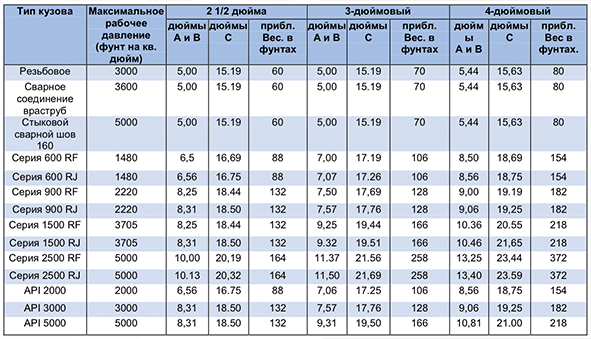 Тип кузова Максимальное рабочее давление (фунт на кв. дюйм) 2 1/2 дюйма 3-дюймовый 4-дюймовый
дюймы А и В дюймы С прибл. Вес. в фунтах дюймы А и В дюймы С прибл. Вес в фунтах дюйм ы А и В дюймы С прибл. Вес в фунтах.
Резьбовое 3000 5,00 15.19 60 5,00 15.19 70 5,44 15,63 80
Сварное соединение враструб 3600 5,00 15.19 60 5,00 15.19 70 5,44 15,63 80
Стыковой сварной шов 160 5000 5,00 15.19 60 5,00 15.19 70 5,44 15,63 80
Серия 600 RF 1480 6,5 16,69 88 7,00 17.19 106 8,50 18,69 154
Серия 600 RJ 1480 6,56 16.75 88 7,07 17.26 106 8,56 18,75 154
Серия 900 RF 2220 8,25 18.44 132 7,50 17,69 128 9,00 19.19 182
Серия 900 RJ 2220 8,31 18.50 132 7,57 17,76 128 9,06 19,25 182
Серия 1500 RF 3705 8,25 18.44 132 9,25 19,44 166 10.36 20.55 218
Серия 1500 RJ 3705 8,31 18.50 132 9.32 19.51 166 10.46 21,65 218
Серия 2500 RF 5000 10,00 20,19 164 11.37 21.56 258 13,25 23,44 372
Серия 2500 RJ 5000 10.13 20,32 164 11,50 21,69 258 13,40 23.59 372
API 2000 2000 6,56 16.75 88 7,06 17.25 106 8,56 18,75 154
API 3000 3000 8,31 18.50 132 7,57 17,76 128 9,06 19,25 182
API 5000 5000 8,31 18.50 132 9,31 19,50 166 10,81 21.00 218